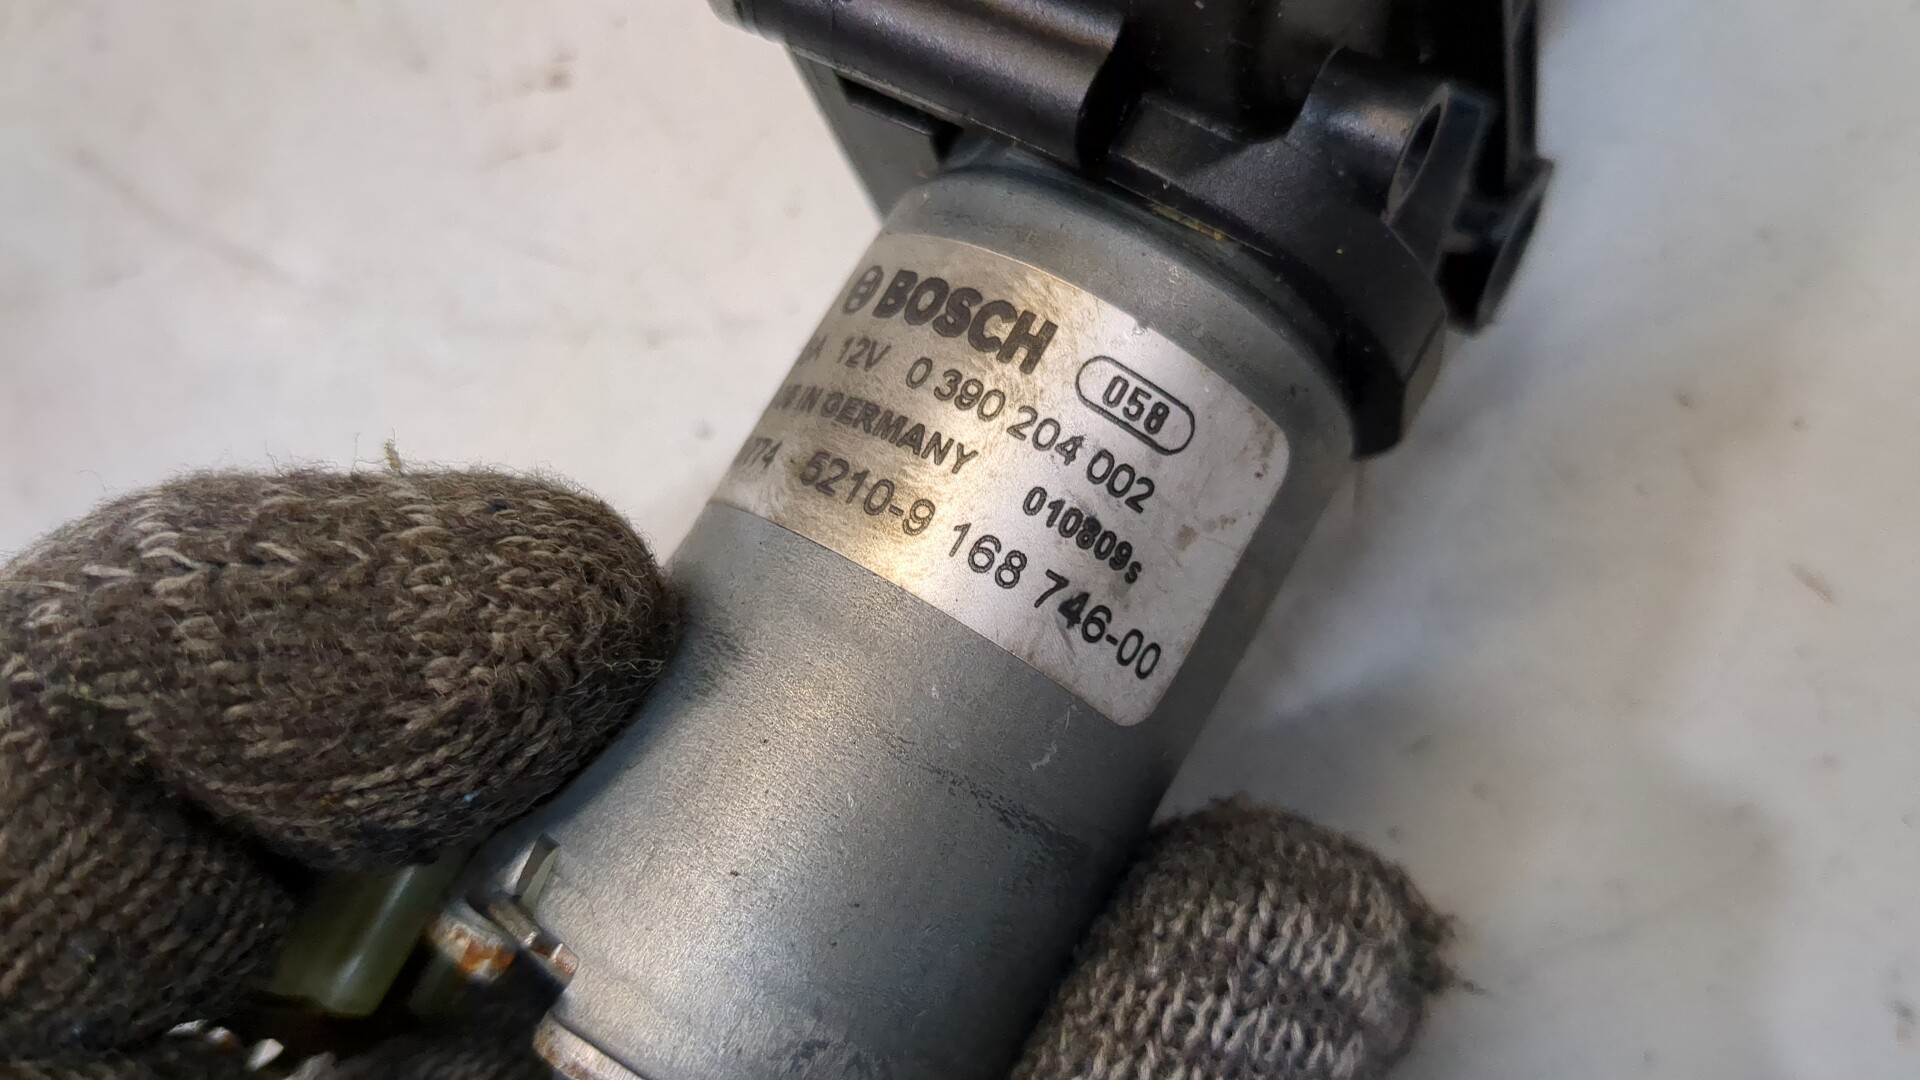 BOSCH
058
12V 0 390 204 002
IN GERMANY 010809s
5210-9 168 746-00